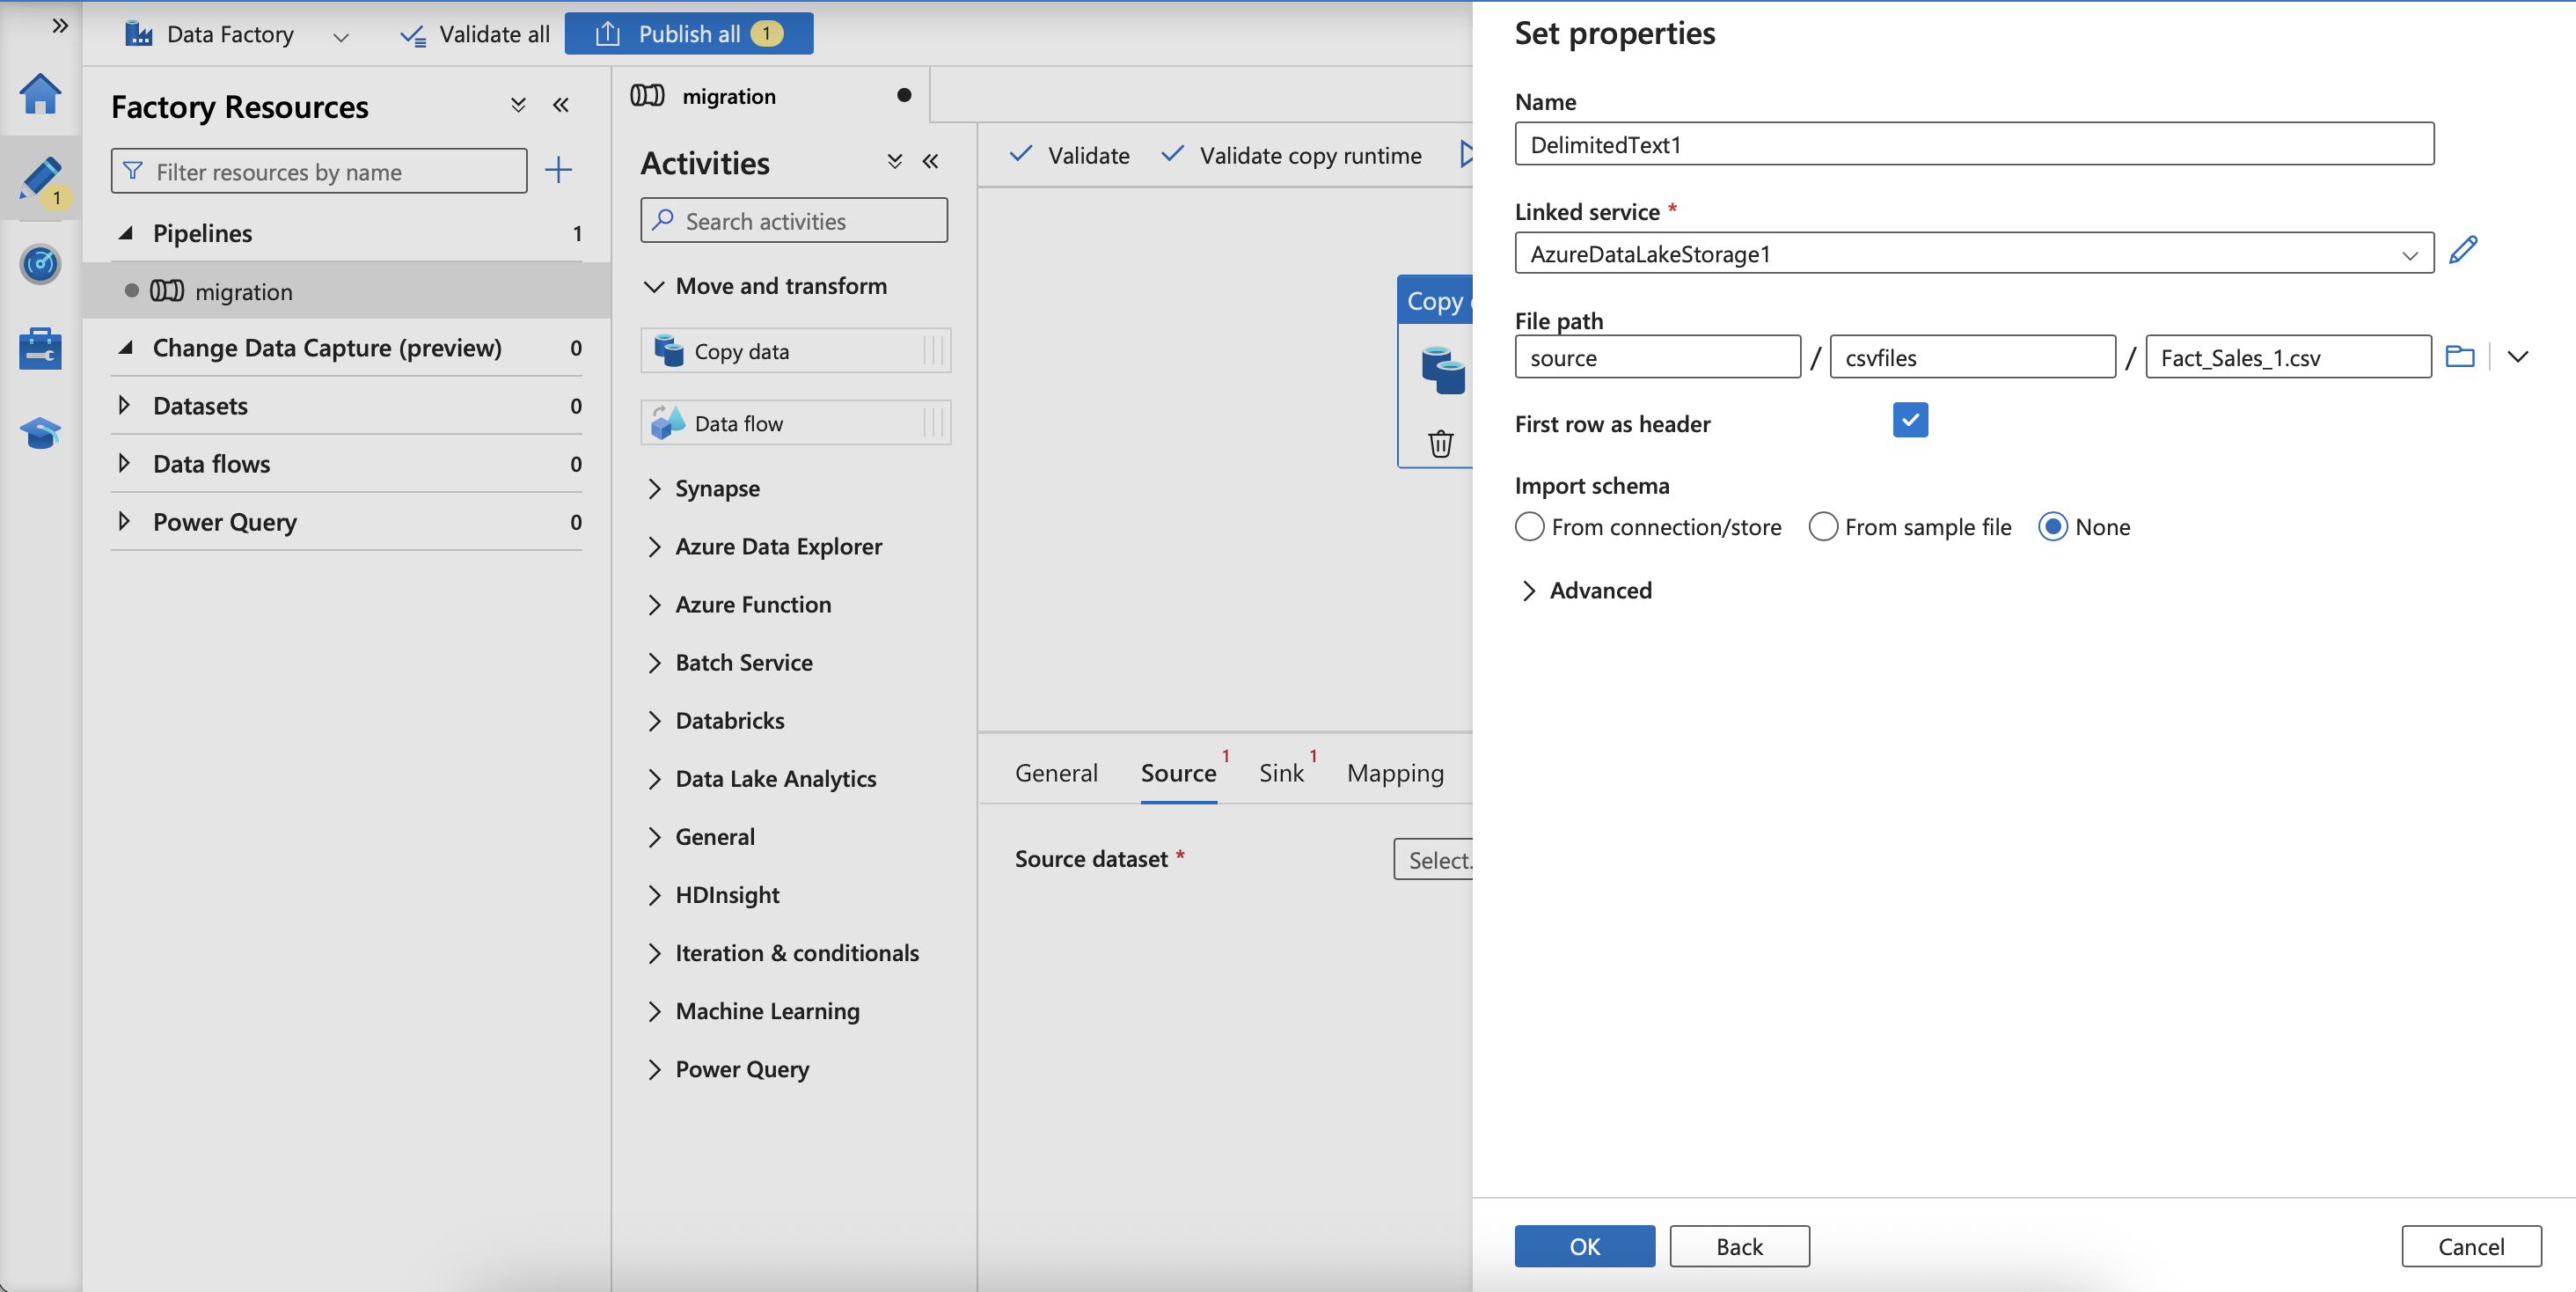 Data Factory
Validate all
Publish all 1
Factory Resources
Filter resources by name
1
Pipelines 1
migration
Change Data Capture (preview) 0
Datasets 0
Data flows 0
Power Query 0
migration
Activities
Search activities
Move and transform
Copy data
Data flow
Synapse
Azure Data Explorer
Azure Function
Batch Service
Databricks
Data Lake Analytics
General
HDInsight
Iteration & conditionals
Machine Learning
Power Query
Validate
Validate copy runtime
Copy
General
Source 1
Sink 1
Mapping
Source dataset *
Select.
Set properties
Name
DelimitedText1
Linked service *
AzureDataLakeStorage1
File path
source / csvfiles / Fact_Sales_1.csv
First row as header
Import schema
From connection/store From sample file None
Advanced
OK
Back
Cancel